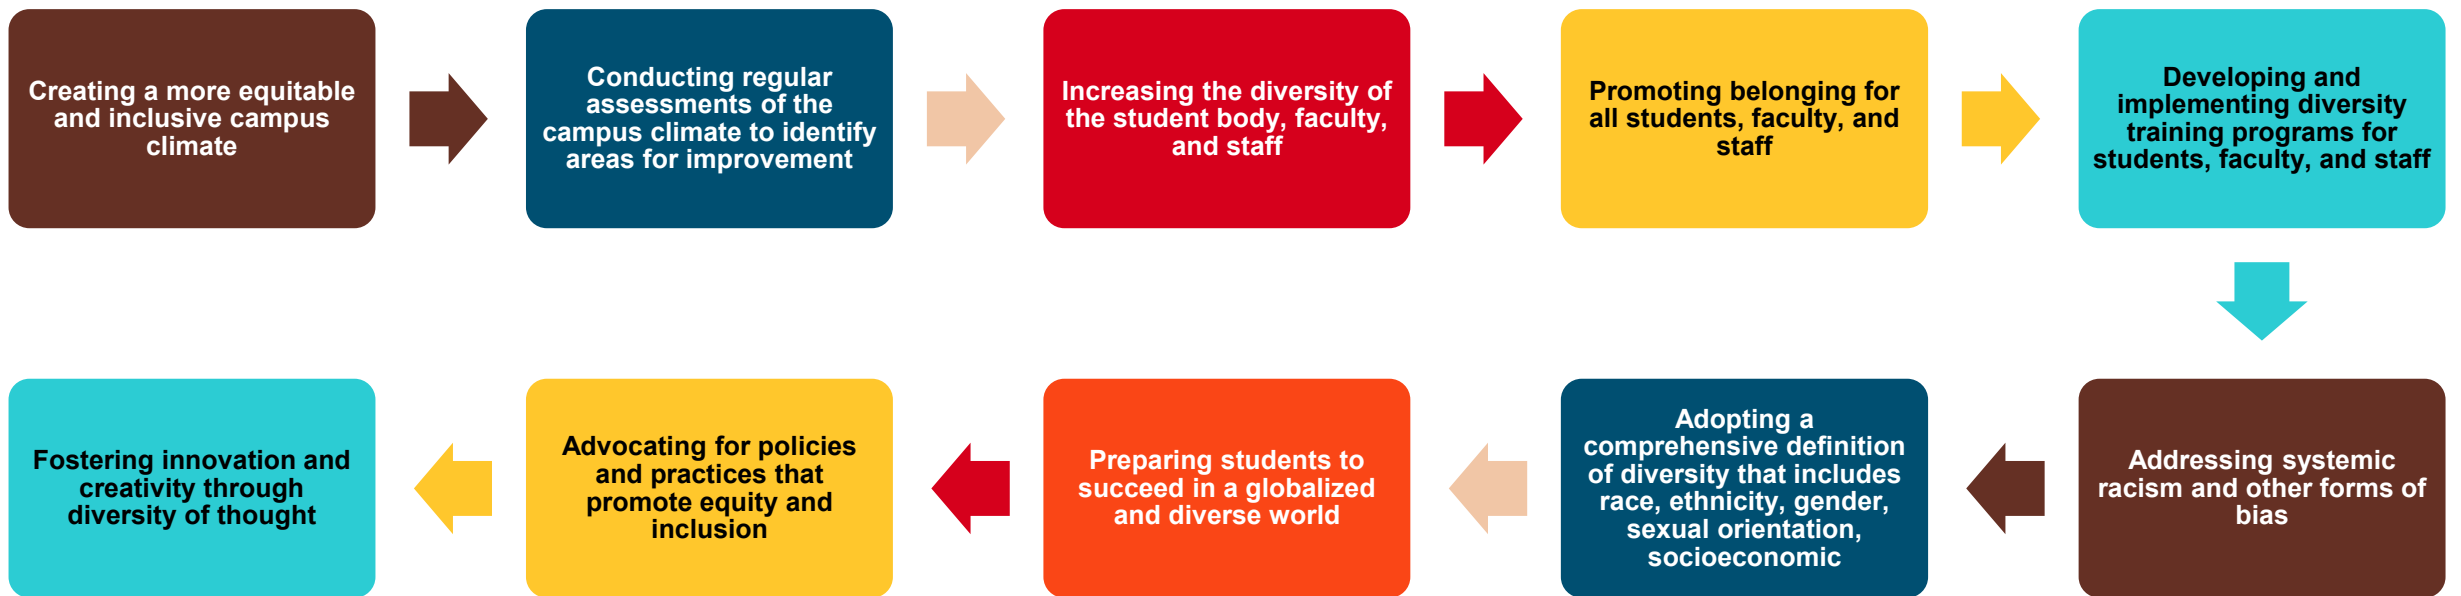 Creating a more equitable
and inclusive campus
climate
Conducting regular
assessments of the
campus climate to identify
areas for improvement
Increasing the diversity of
the student body, faculty,
and staff
Promoting belonging for
all students, faculty, and
staff
Developing and
implementing diversity
training programs for
students, faculty, and staff
Addressing systemic
racism and other forms of
bias
Adopting a
comprehensive definition
of diversity that includes
race, ethnicity, gender,
sexual orientation,
socioeconomic
Preparing students to
succeed in a globalized
and diverse world
Advocating for policies
and practices that
promote equity and
inclusion
Fostering innovation and
creativity through
diversity of thought